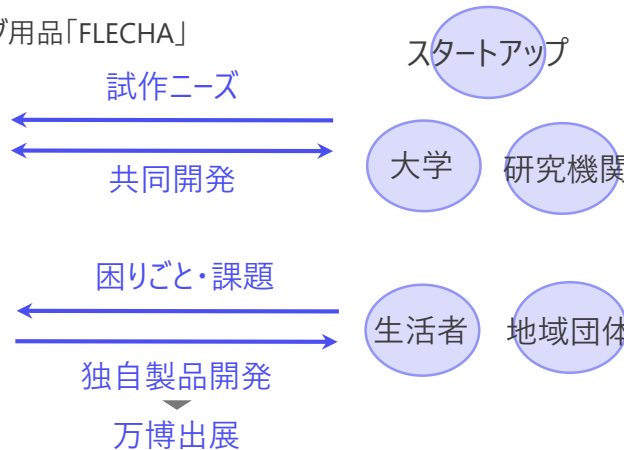 ブ用品「FLECHA」
スタートアップ
試作ニーズ
大学
研究機関
共同開発
困りごと・課題
生活者
地域団体
独自製品開発
万博出展